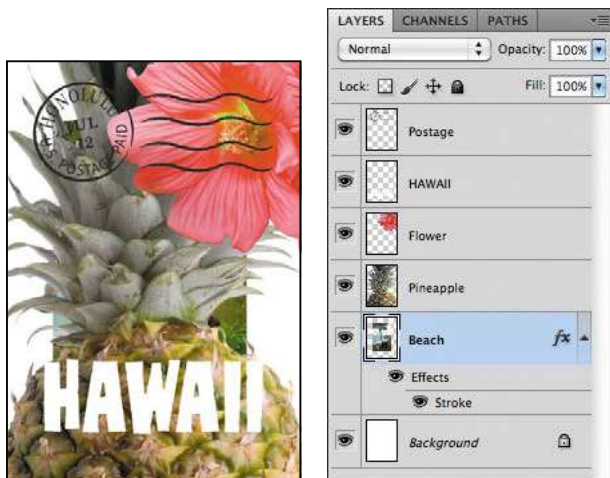 HONOLULU
JUL
12
U.S. POSTAGE PAID
HAWAII
LAYERS CHANNELS PATHS
Normal Opacity: 100%
Lock: Fill: 100%
Postage
HAWAII
Flower
Pineapple
Beach fx
Effects
Stroke
Background